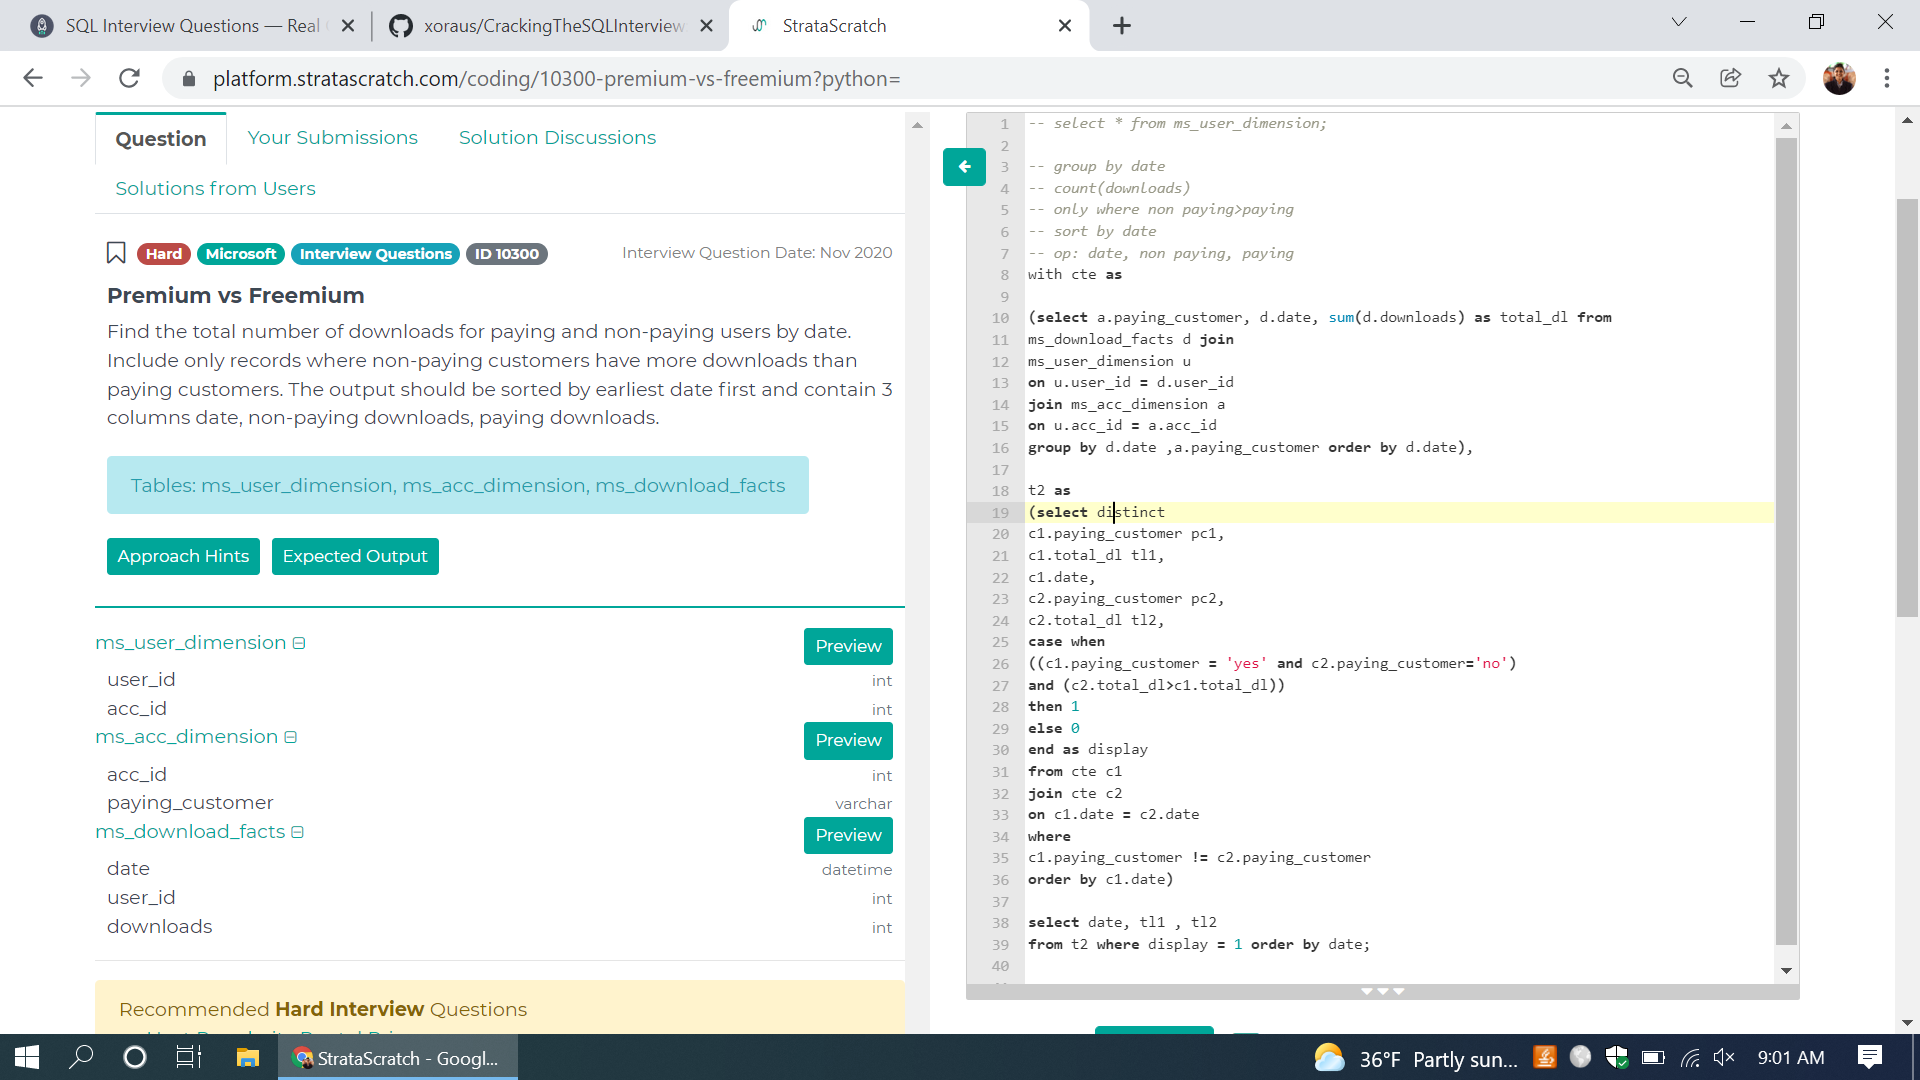 SQL Interview Questions — Real
xoraus/CrackingTheSQLInterview
StrataScratch
platform.stratascratch.com/coding/10300-premium-vs-freemium?python=
Question
Your Submissions
Solution Discussions
Solutions from Users
Hard
Microsoft
Interview Questions
ID 10300
Interview Question Date: Nov 2020
Premium vs Freemium
Find the total number of downloads for paying and non-paying users by date.
Include only records where non-paying customers have more downloads than
paying customers. The output should be sorted by earliest date first and contain 3
columns date, non-paying downloads, paying downloads.
Tables: ms_user_dimension, ms_acc_dimension, ms_download_facts
Approach Hints
Expected Output
ms_user_dimension
Preview
user_id int
acc_id int
ms_acc_dimension
Preview
acc_id int
paying_customer varchar
ms_download_facts
Preview
date datetime
user_id int
downloads int
Recommended Hard Interview Questions
1 -- select * from ms_user_dimension;
2
3 -- group by date
4 -- count(downloads)
5 -- only where non paying>paying
6 -- sort by date
7 -- op: date, non paying, paying
8 with cte as
9
10 (select a.paying_customer, d.date, sum(d.downloads) as total_dl from
11 ms_download_facts d join
12 ms_user_dimension u
13 on u.user_id = d.user_id
14 join ms_acc_dimension a
15 on u.acc_id = a.acc_id
16 group by d.date ,a.paying_customer order by d.date),
17
18 t2 as
19 (select distinct
20 c1.paying_customer pc1,
21 c1.total_dl tl1,
22 c1.date,
23 c2.paying_customer pc2,
24 c2.total_dl tl2,
25 case when
26 ((c1.paying_customer = 'yes' and c2.paying_customer='no')
27 and (c2.total_dl>c1.total_dl))
28 then 1
29 else 0
30 end as display
31 from cte c1
32 join cte c2
33 on c1.date = c2.date
34 where
35 c1.paying_customer != c2.paying_customer
36 order by c1.date)
37
38 select date, tl1 , tl2
39 from t2 where display = 1 order by date;
40
StrataScratch - Googl...
36°F Partly sun...
9:01 AM